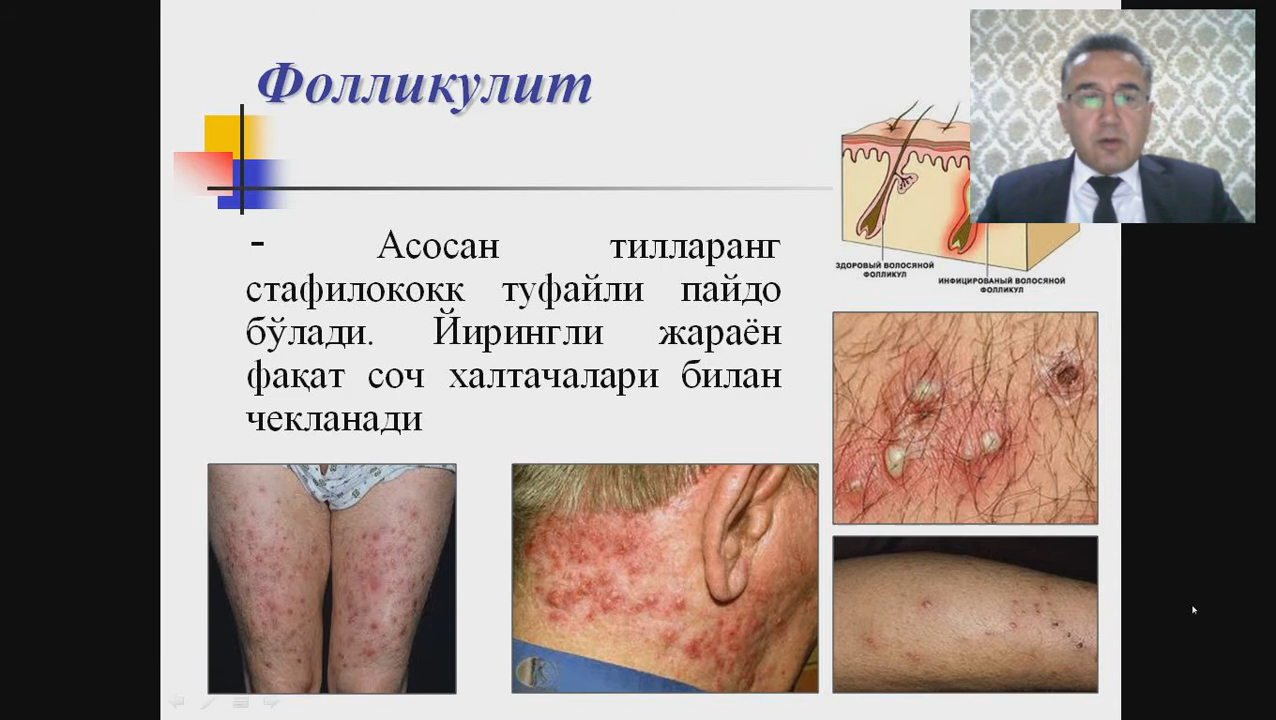 Фолликулит
- Асосан тилларанг
стафилококк туфайли пайдо
бўлади. Йирингли жараён
фақат соч халтачалари билан
чекланади
ЗДОРОВЫЙ ВОЛОСЯНОЙ
ФОЛЛИКУЛ
ИНФИЦИРОВАНЫЙ ВОЛОСЯНОЙ
ФОЛЛИКУЛ